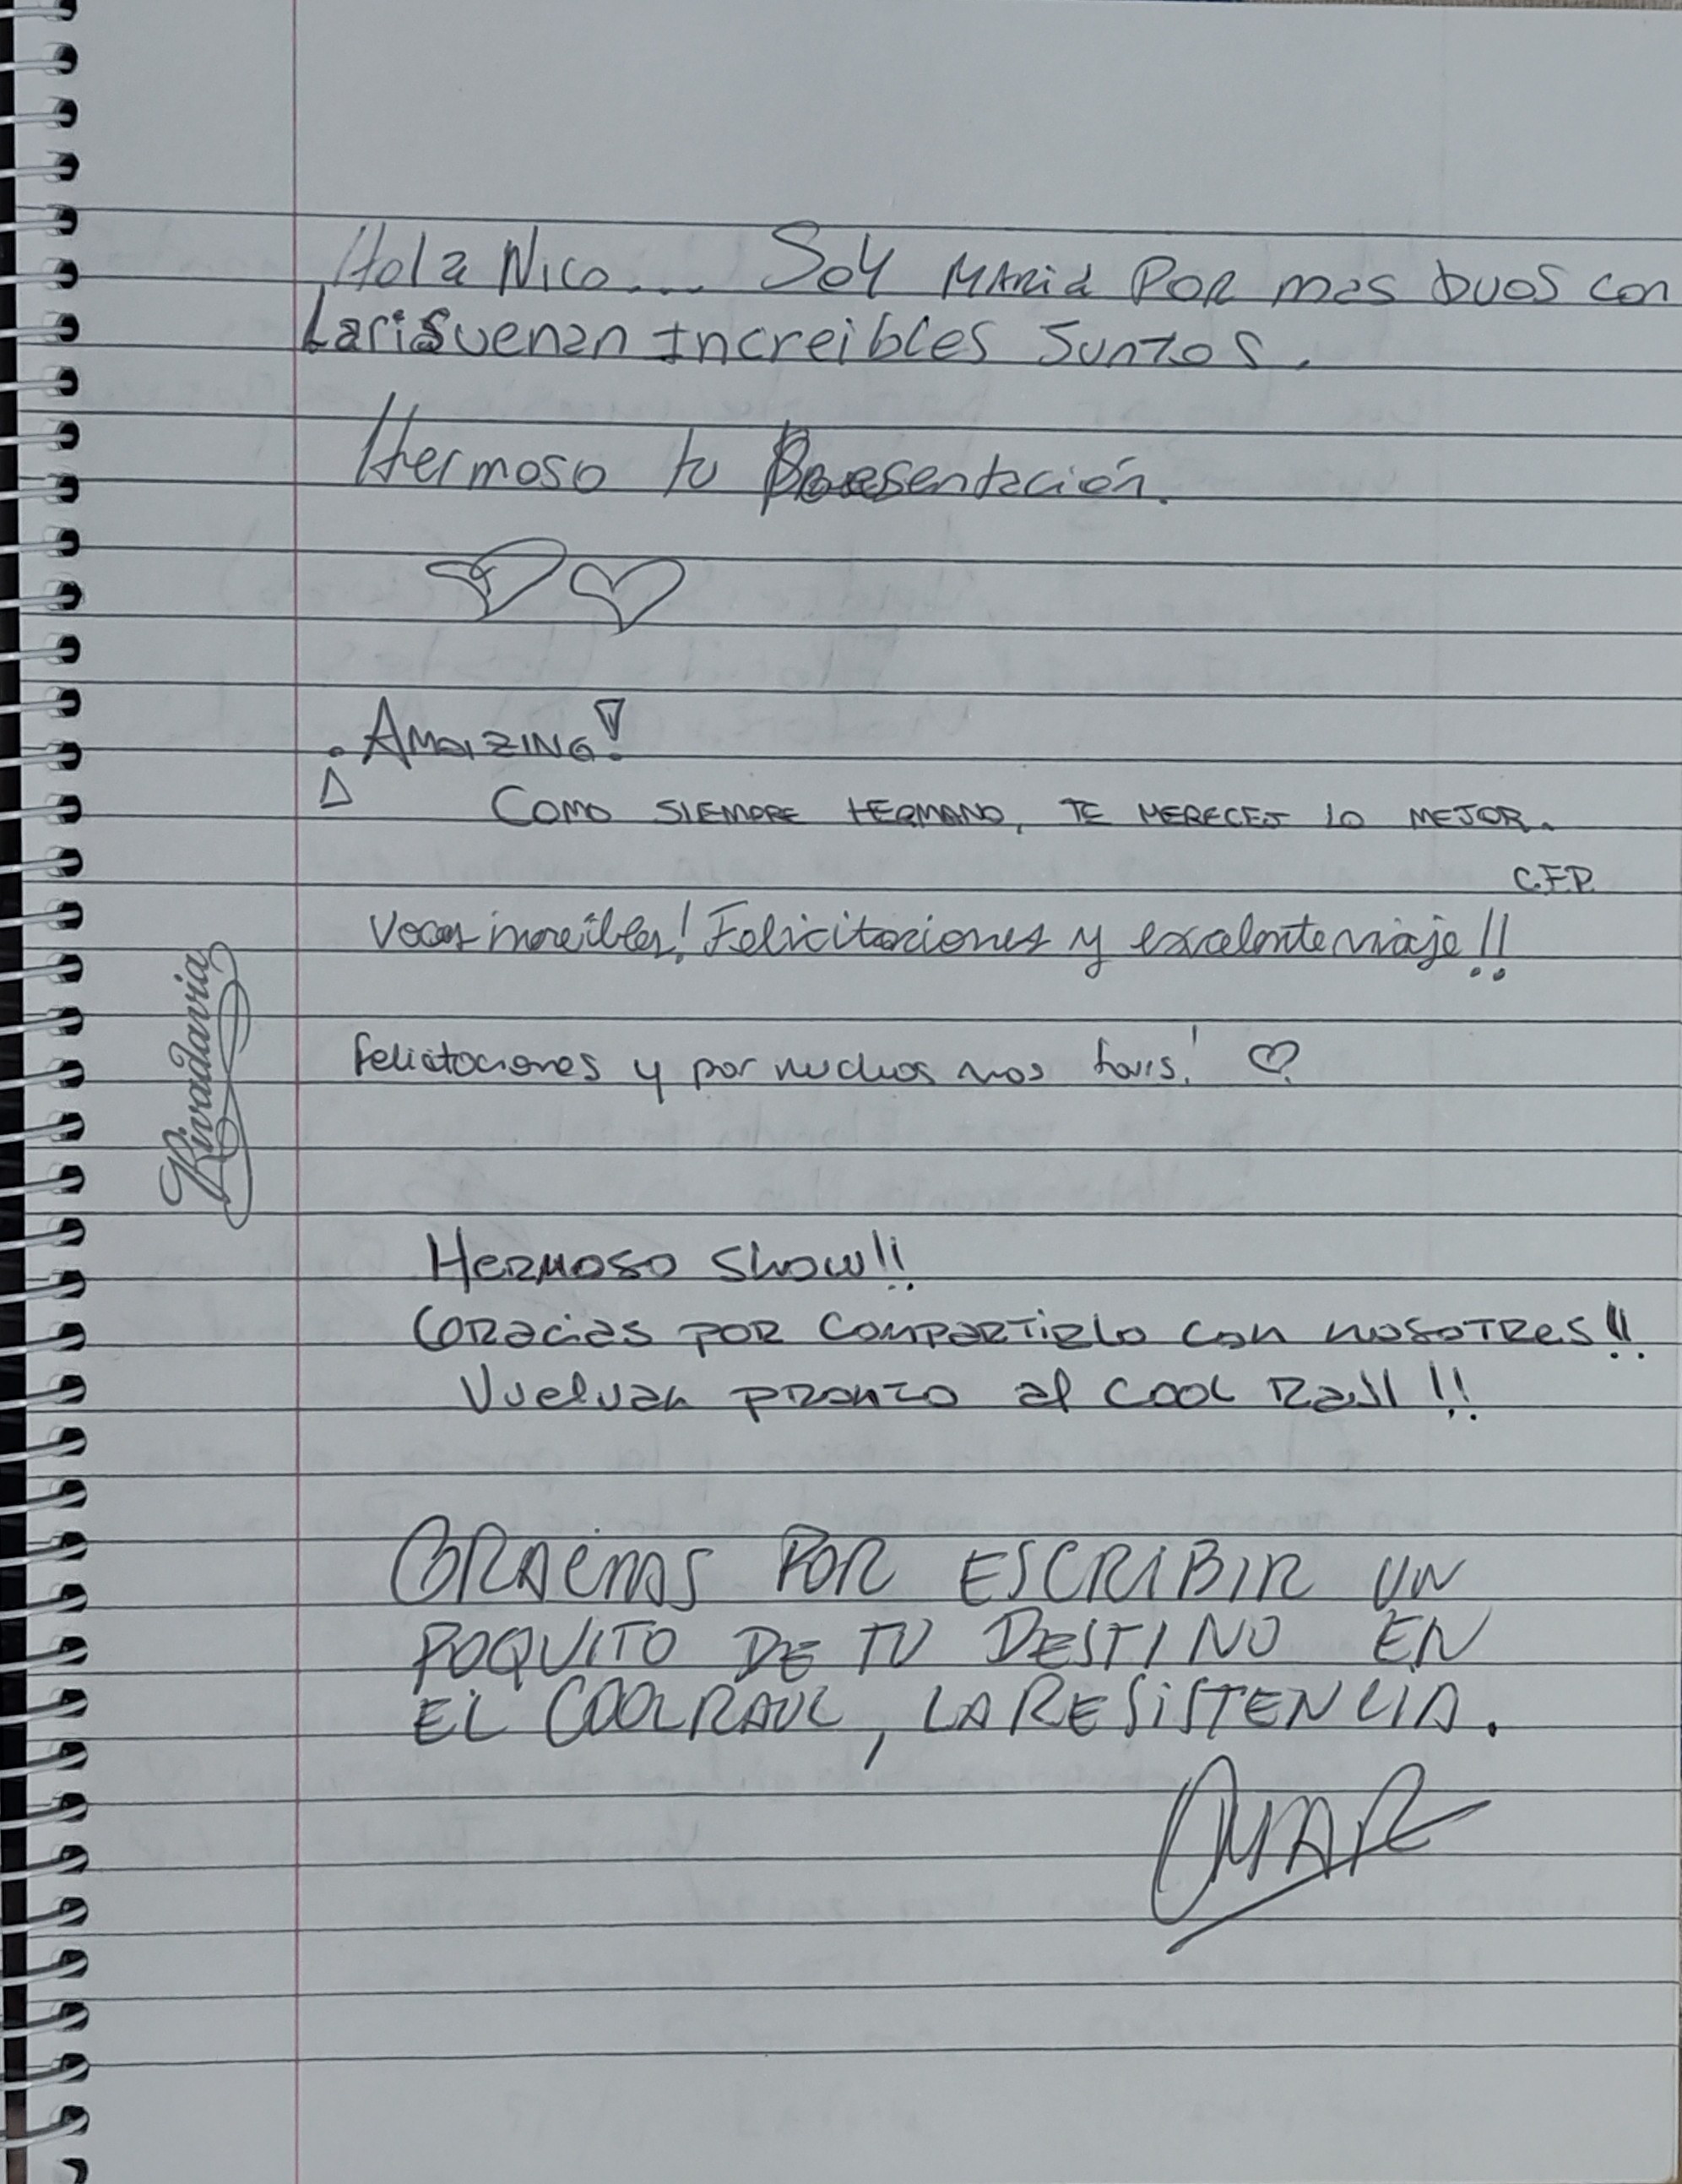 Hola Nico... Soy Maria POR mas DUOS con
Lari Suenan Increibles Juntos.
Hermoso tu Presentación.
¡AMAIZING!
COMO SIEMPRE HERMANO, TE MERECES LO MEJOR.
C.F.P.
Voces increíbles! Felicitaciones y excelente viaje!!
Felicitaciones y por muchos mas tours!
Rivadavia
HERMOSO Show!!
Gracias POR COMPARTIRLO con NOSOTRES!!
Vuelvan PRONTO al COOL Raul!!
GRACIAS POR ESCRIBIR UN
POQUITO DE TU DESTINO EN
EL COOLRAUL, LA RESISTENCIA.
OMAR